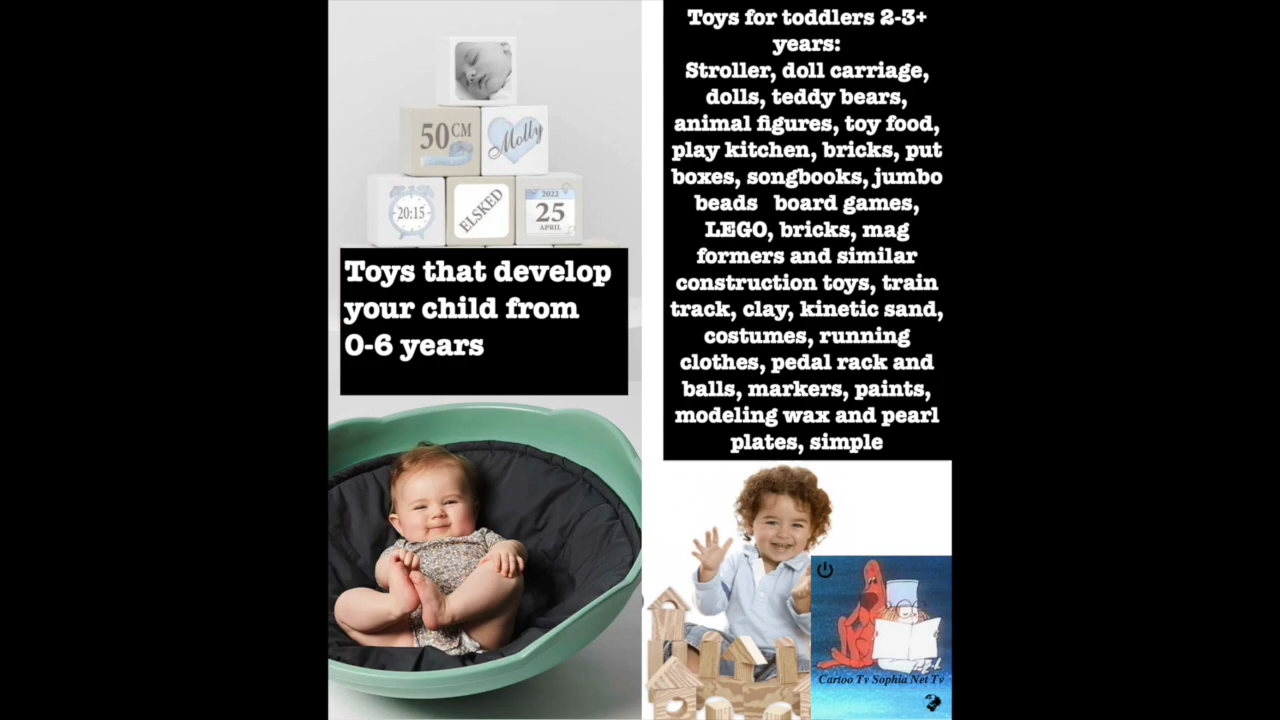 50 CM
Molly
20:15
ELSKED
2022
25
APRIL
Toys that develop
your child from
0-6 years
Toys for toddlers 2-3+
years:
Stroller, doll carriage,
dolls, teddy bears,
animal figures, toy food,
play kitchen, bricks, put
boxes, songbooks, jumbo
beads board games,
LEGO, bricks, mag
formers and similar
construction toys, train
track, clay, kinetic sand,
costumes, running
clothes, pedal rack and
balls, markers, paints,
modeling wax and pearl
plates, simple
Cartoo Tv Sophia Net Tv